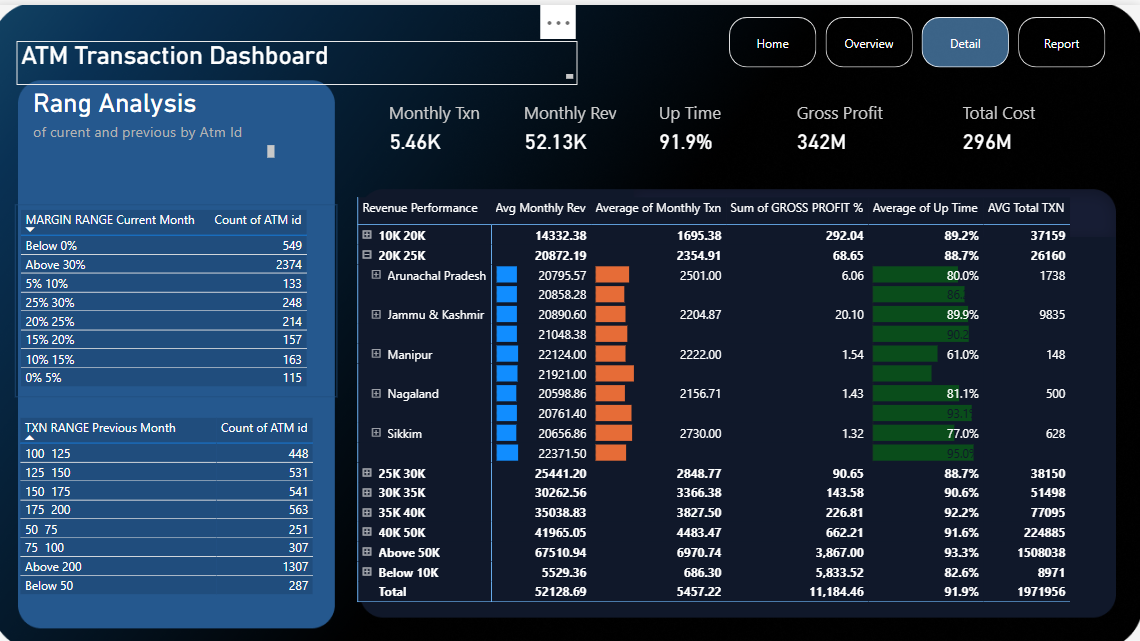 ATM Transaction Dashboard
Home
Overview
Detail
Report
Rang Analysis
of curent and previous by Atm Id
Monthly Txn
5.46K
Monthly Rev
52.13K
Up Time
91.9%
Gross Profit
342M
Total Cost
296M
MARGIN RANGE Current Month Count of ATM id
Below 0% 549
Above 30% 2374
5% 10% 133
25% 30% 248
20% 25% 214
15% 20% 157
10% 15% 163
0% 5% 115
TXN RANGE Previous Month Count of ATM id
100 125 448
125 150 531
150 175 541
175 200 563
50 75 251
75 100 307
Above 200 1307
Below 50 287
Revenue Performance Avg Monthly Rev Average of Monthly Txn Sum of GROSS PROFIT % Average of Up Time AVG Total TXN
10K 20K 14332.38 1695.38 292.04 89.2% 37159
20K 25K 20872.19 2354.91 68.65 88.7% 26160
Arunachal Pradesh 20795.57 2501.00 6.06 80.0% 1738
20858.28
Jammu & Kashmir 20890.60 2204.87 20.10 89.9% 9835
21048.38
Manipur 22124.00 2222.00 1.54 61.0% 148
21921.00
Nagaland 20598.86 2156.71 1.43 81.1% 500
20761.40
Sikkim 20656.86 2730.00 1.32 77.0% 628
22371.50
25K 30K 25441.20 2848.77 90.65 88.7% 38150
30K 35K 30262.56 3366.38 143.58 90.6% 51498
35K 40K 35038.83 3827.50 226.81 92.2% 77095
40K 50K 41965.05 4483.47 662.21 91.6% 224885
Above 50K 67510.94 6970.74 3,867.00 93.3% 1508038
Below 10K 5529.36 686.30 5,833.52 82.6% 8971
Total 52128.69 5457.22 11,184.46 91.9% 1971956